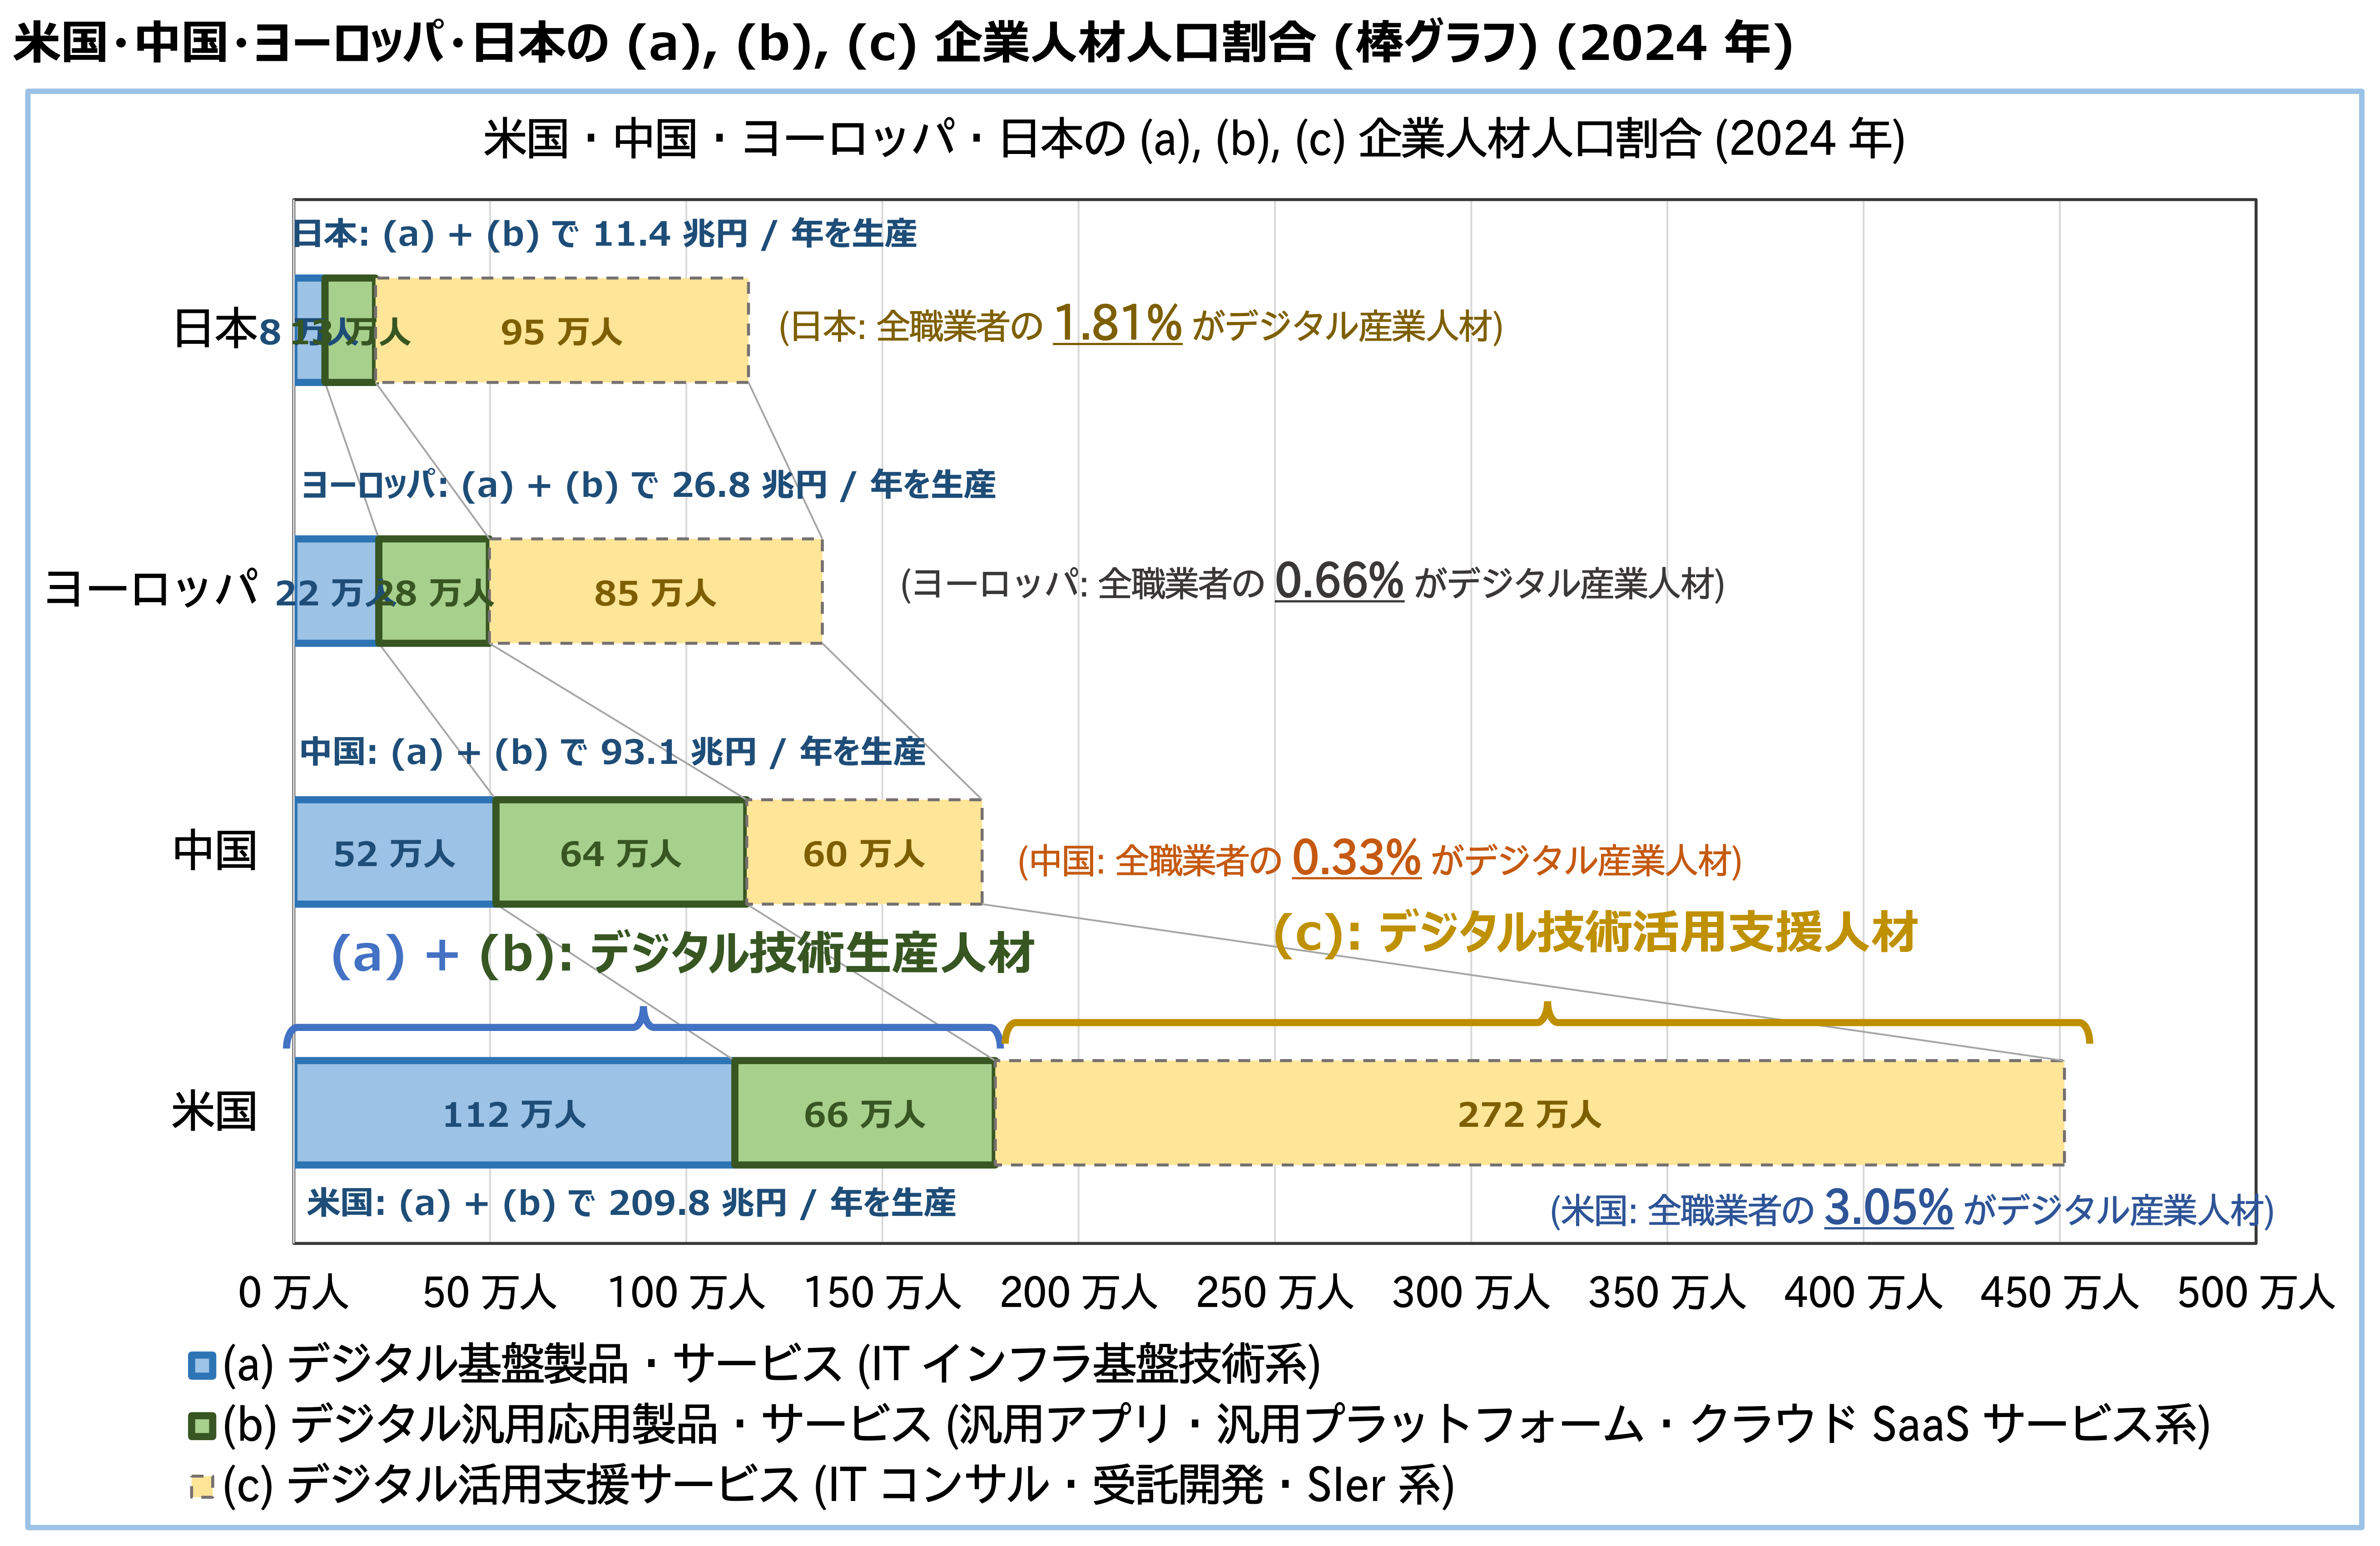 米国･中国･ヨーロッパ･日本の (a), (b), (c) 企業人材人口割合 (棒グラフ) (2024 年)
米国・中国・ヨーロッパ・日本の (a), (b), (c) 企業人材人口割合 (2024 年)
日本: (a) + (b) で 11.4 兆円 / 年を生産
日本
8 万人
13 万人
95 万人
(日本: 全職業者の 1.81% がデジタル産業人材)
ヨーロッパ: (a) + (b) で 26.8 兆円 / 年を生産
ヨーロッパ
22 万人
28 万人
85 万人
(ヨーロッパ: 全職業者の 0.66% がデジタル産業人材)
中国: (a) + (b) で 93.1 兆円 / 年を生産
中国
52 万人
64 万人
60 万人
(中国: 全職業者の 0.33% がデジタル産業人材)
(a) + (b): デジタル技術生産人材
(c): デジタル技術活用支援人材
米国
112 万人
66 万人
272 万人
米国: (a) + (b) で 209.8 兆円 / 年を生産
(米国: 全職業者の 3.05% がデジタル産業人材)
0 万人
50 万人
100 万人
150 万人
200 万人
250 万人
300 万人
350 万人
400 万人
450 万人
500 万人
(a) デジタル基盤製品・サービス (IT インフラ基盤技術系)
(b) デジタル汎用応用製品・サービス (汎用アプリ・汎用プラットフォーム・クラウド SaaS サービス系)
(c) デジタル活用支援サービス (IT コンサル・受託開発・SIer 系)